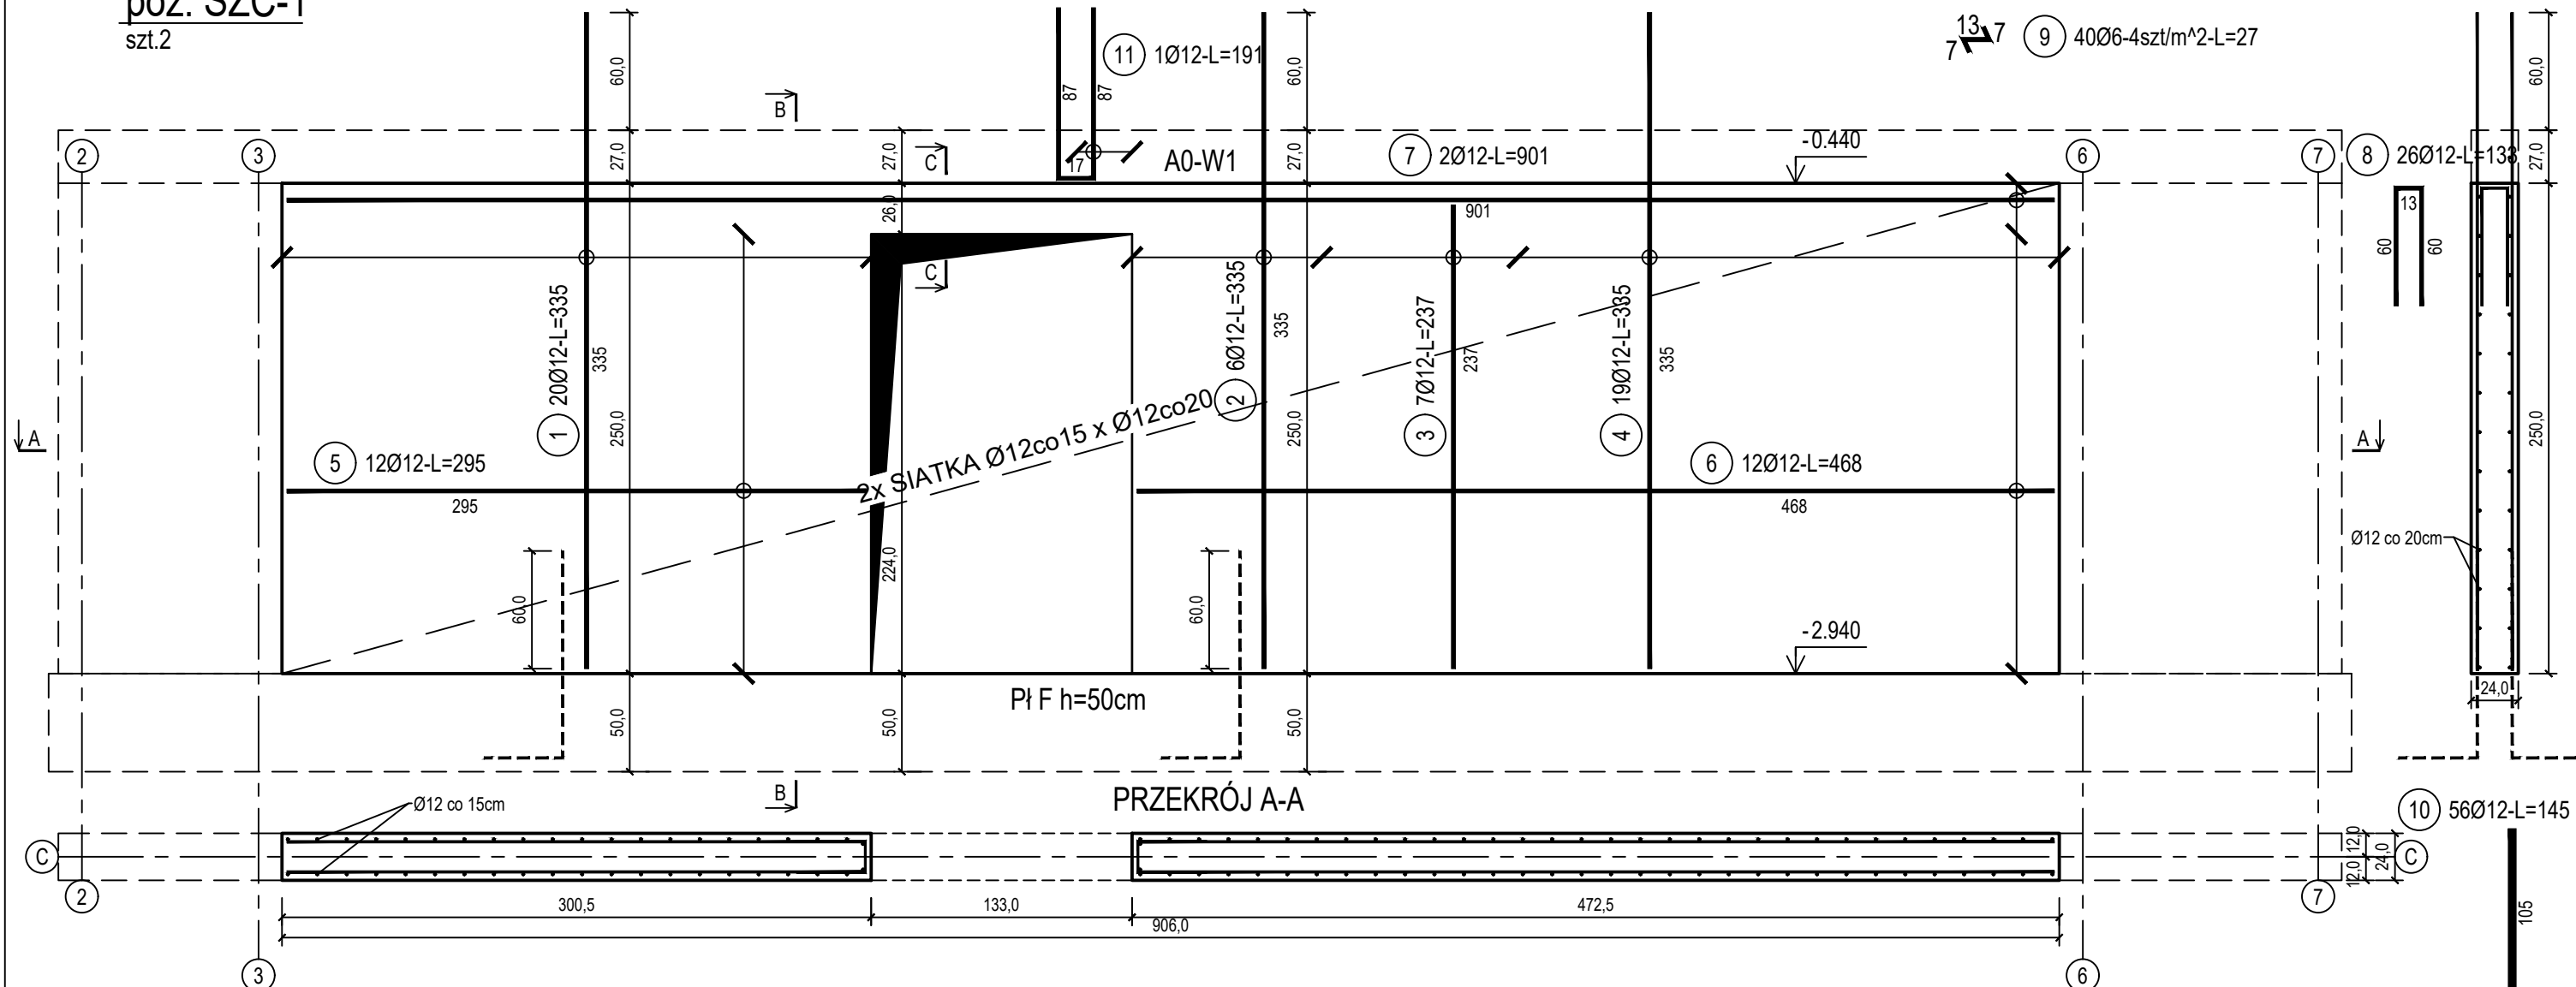 poz. SZC-1
szt.2
60,0
11 1Ø12-L=191
87
87
17
60,0
13
7
7
9 40Ø6-4szt/m^2-L=27
60,0
B
2
3
27,0
27,0
C
A0-W1
27,0
7 2Ø12-L=901
-0.440
6
7
8 26Ø12-L=133
27,0
26,0
901
13
60
60
C
1 20Ø12-L=335
335
2 6Ø12-L=335
335
3 7Ø12-L=237
237
4 19Ø12-L=335
335
250,0
250,0
250,0
A
A
2x SIATKA Ø12co15 x Ø12co20
5 12Ø12-L=295
295
6 12Ø12-L=468
468
Ø12 co 20cm
224,0
60,0
60,0
-2.940
24,0
50,0
50,0
50,0
Pł F h=50cm
B
PRZEKRÓJ A-A
Ø12 co 15cm
10 56Ø12-L=145
C
2
12,0
12,0
24,0
C
7
105
300,5
133,0
472,5
906,0
3
6